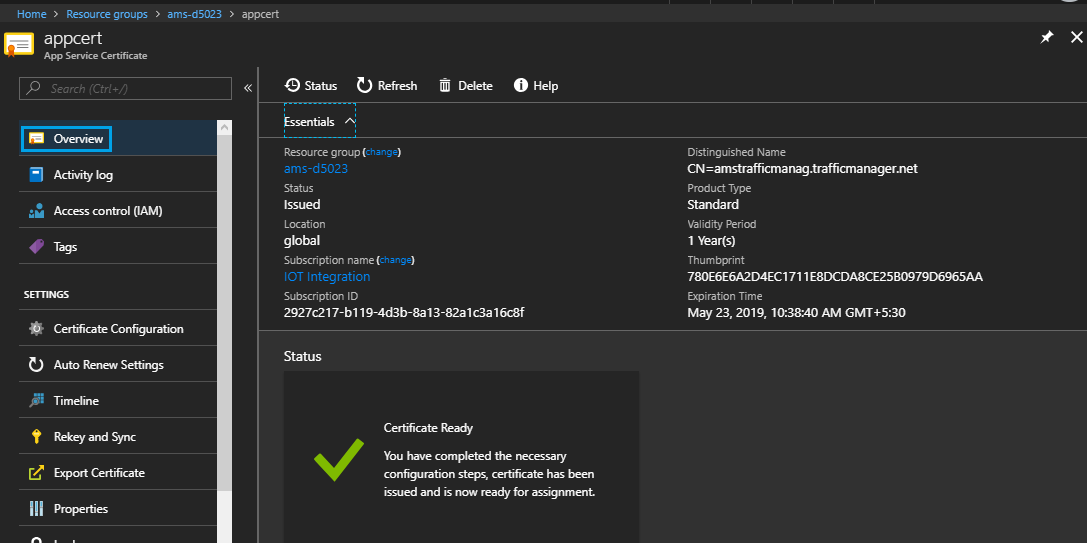 Home > Resource groups > ams-d5023 > appcert
appcert
App Service Certificate
Search (Ctrl+/)
«
Overview
Activity log
Access control (IAM)
Tags
SETTINGS
Certificate Configuration
Auto Renew Settings
Timeline
Rekey and Sync
Export Certificate
Properties
Status Refresh Delete Help
Essentials
Resource group (change)
ams-d5023
Status
Issued
Location
global
Subscription name (change)
IOT Integration
Subscription ID
2927c217-b119-4d3b-8a13-82a1c3a16c8f
Distinguished Name
CN=amstrafficmanag.trafficmanager.net
Product Type
Standard
Validity Period
1 Year(s)
Thumbprint
780E6E6A2D4EC1711E8DCDA8CE25B0979D6965AA
Expiration Time
May 23, 2019, 10:38:40 AM GMT+5:30
Status
Certificate Ready
You have completed the necessary
configuration steps, certificate has been
issued and is now ready for assignment.